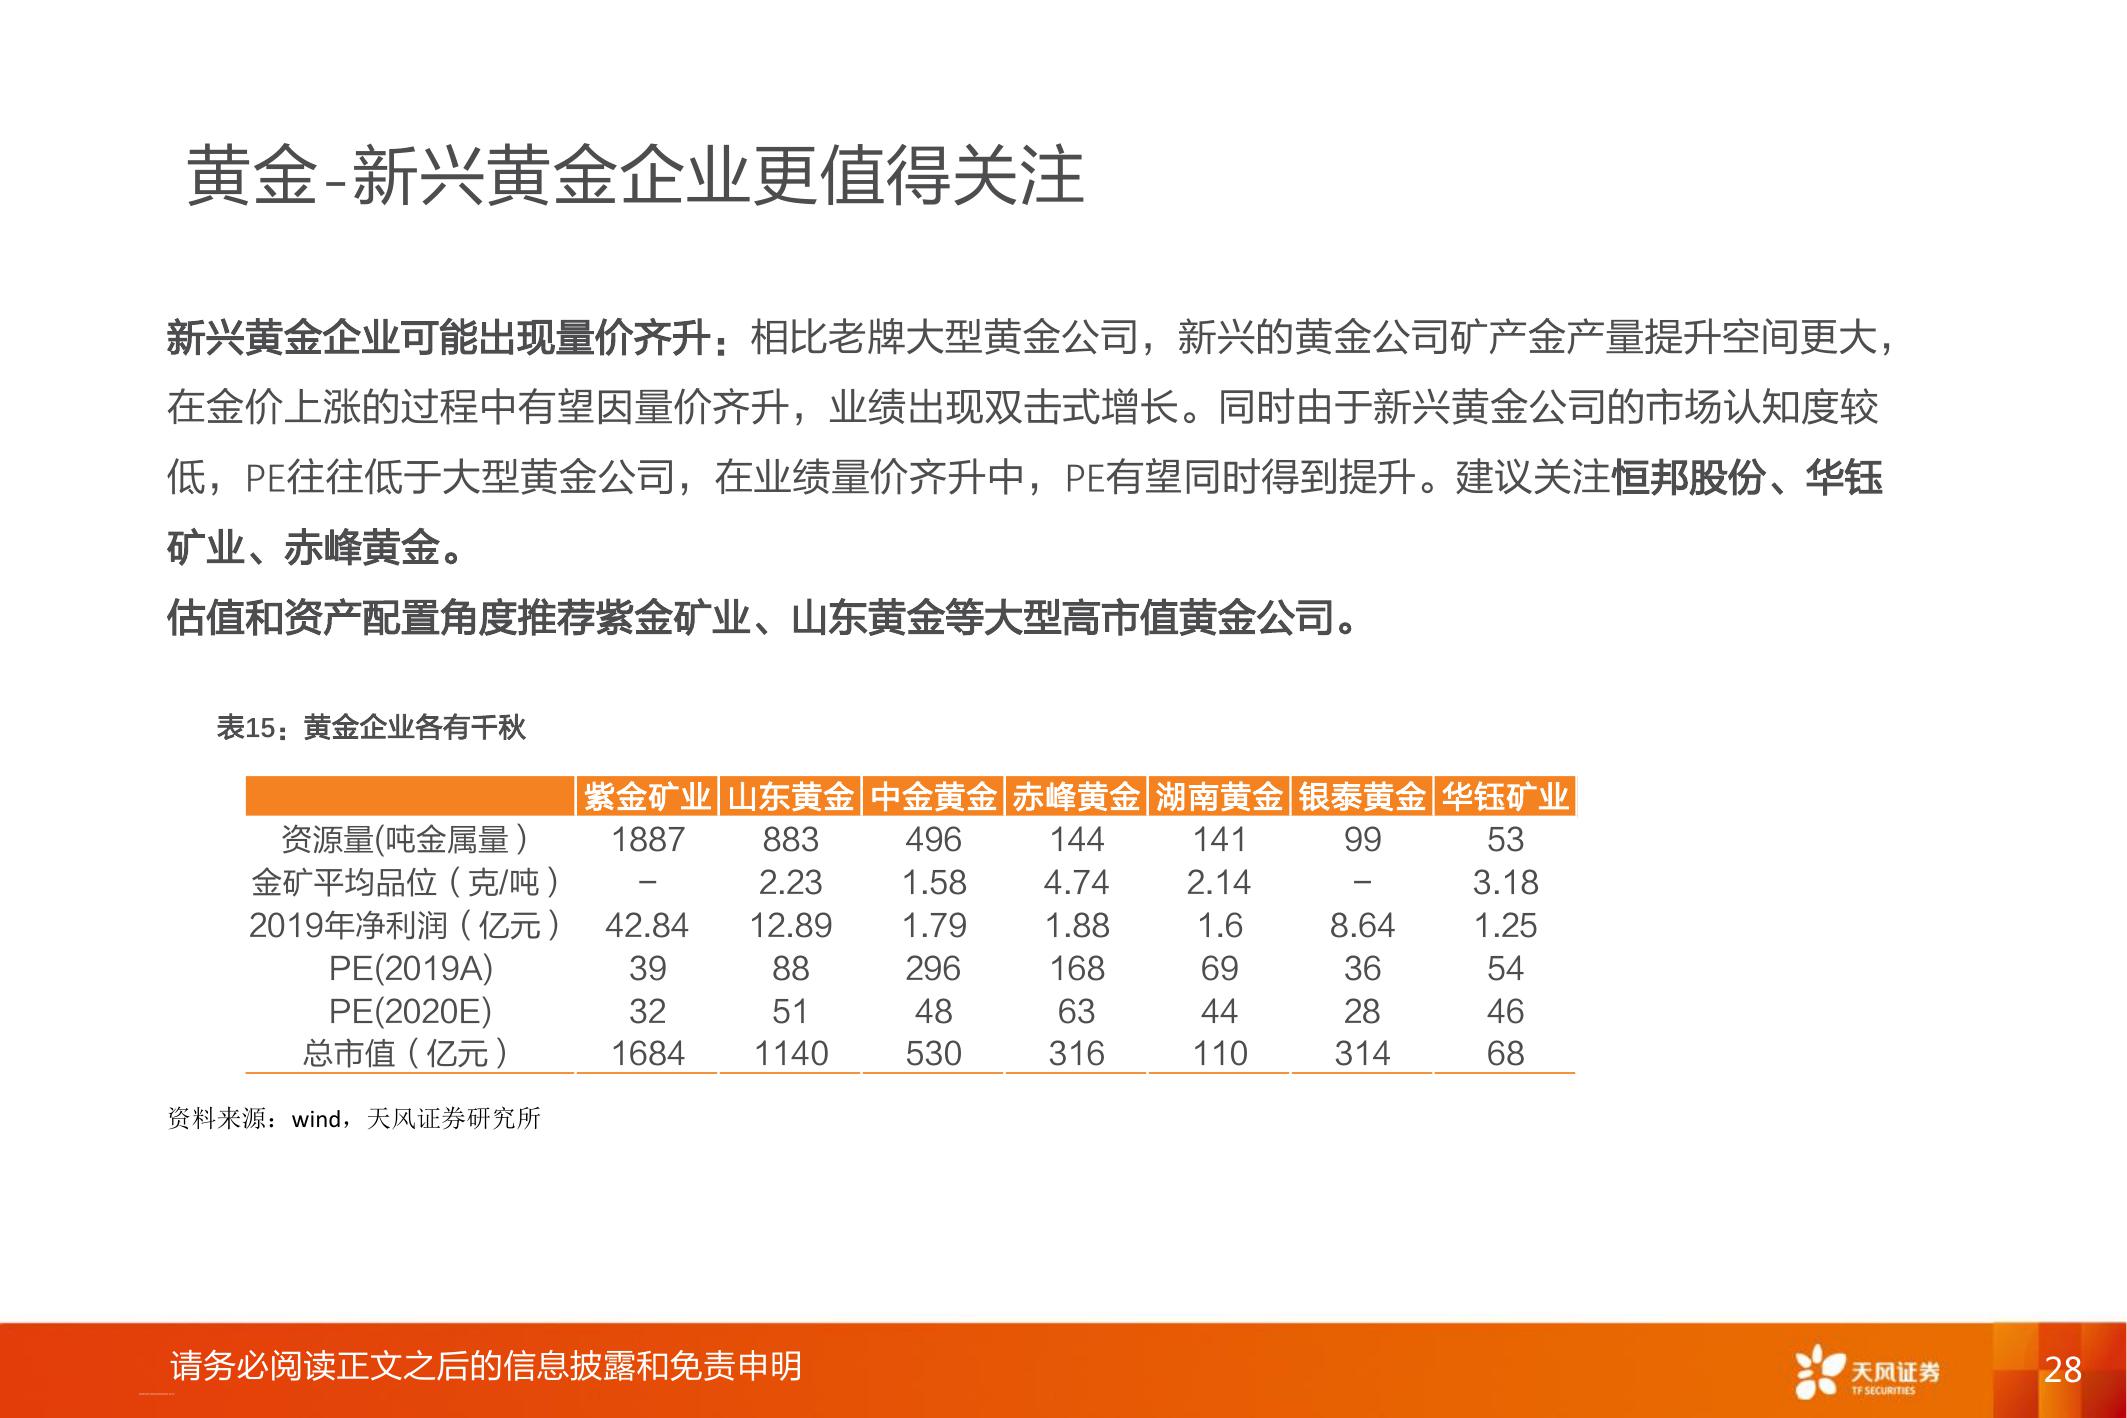 黄金-新兴黄金企业更值得关注
新兴黄金企业可能出现量价齐升：相比老牌大型黄金公司，新兴的黄金公司矿产金产量提升空间更大，
在金价上涨的过程中有望因量价齐升，业绩出现双击式增长。同时由于新兴黄金公司的市场认知度较
低，PE往往低于大型黄金公司，在业绩量价齐升中，PE有望同时得到提升。建议关注恒邦股份、华钰
矿业、赤峰黄金。
估值和资产配置角度推荐紫金矿业、山东黄金等大型高市值黄金公司。
表15：黄金企业各有千秋
紫金矿业 山东黄金 中金黄金 赤峰黄金 湖南黄金 银泰黄金 华钰矿业
资源量(吨金属量） 1887 883 496 144 141 99 53
金矿平均品位（克/吨） – 2.23 1.58 4.74 2.14 – 3.18
2019年净利润（亿元） 42.84 12.89 1.79 1.88 1.6 8.64 1.25
PE(2019A) 39 88 296 168 69 36 54
PE(2020E) 32 51 48 63 44 28 46
总市值（亿元） 1684 1140 530 316 110 314 68
资料来源：wind，天风证券研究所
请务必阅读正文之后的信息披露和免责申明
天风证券
TF SECURITIES
28